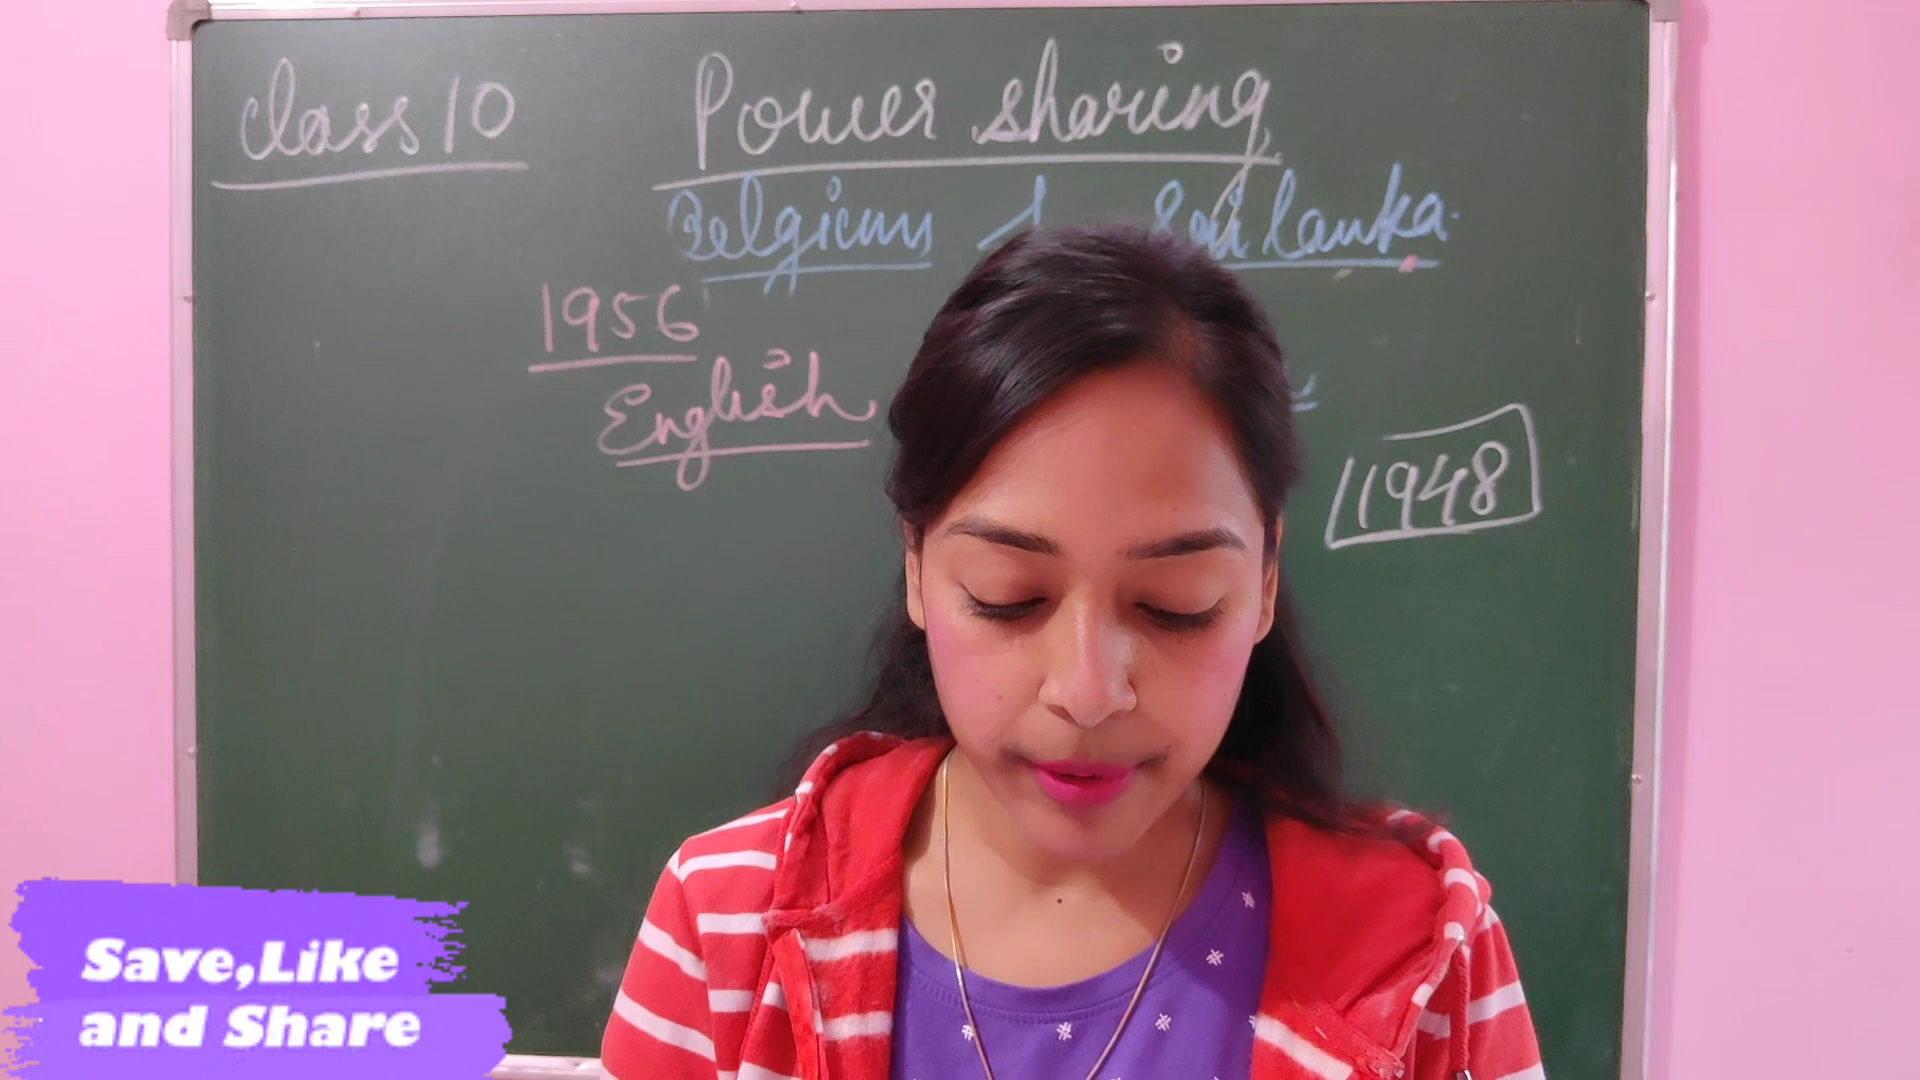 Class 10
Power sharing
Belgium & Sri Lanka
1956
English
1948
Save,Like
and Share